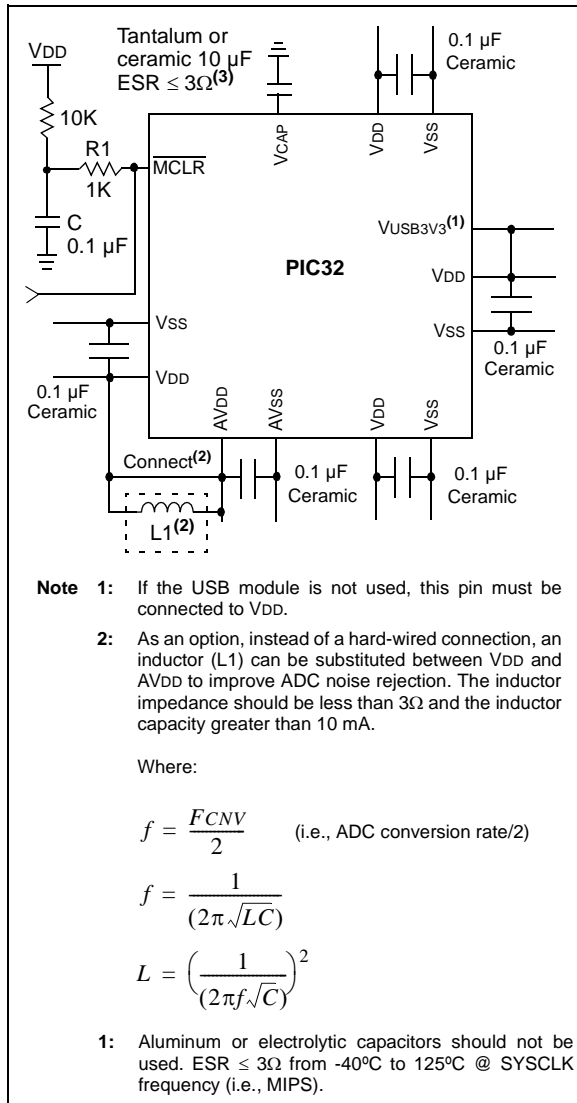 VDD
Tantalum or
ceramic 10 µF
ESR ≤ 3Ω(3)
0.1 µF
Ceramic
10K
R1
1K
C
0.1 µF
MCLR
VCAP
VDD
VSS
VUSB3V3(1)
PIC32
VDD
VSS
0.1 µF
Ceramic
VSS
VDD
0.1 µF
Ceramic
AVDD
AVSS
VDD
VSS
Connect(2)
0.1 µF
Ceramic
0.1 µF
Ceramic
L1(2)
Note 1: If the USB module is not used, this pin must be
connected to VDD.
2: As an option, instead of a hard-wired connection, an
inductor (L1) can be substituted between VDD and
AVDD to improve ADC noise rejection. The inductor
impedance should be less than 3Ω and the inductor
capacity greater than 10 mA.
Where:
f = FCNV / 2 (i.e., ADC conversion rate/2)
f = 1 / (2π√LC)
L = (1 / (2πf√C))²
1: Aluminum or electrolytic capacitors should not be
used. ESR ≤ 3Ω from -40ºC to 125ºC @ SYSCLK
frequency (i.e., MIPS).